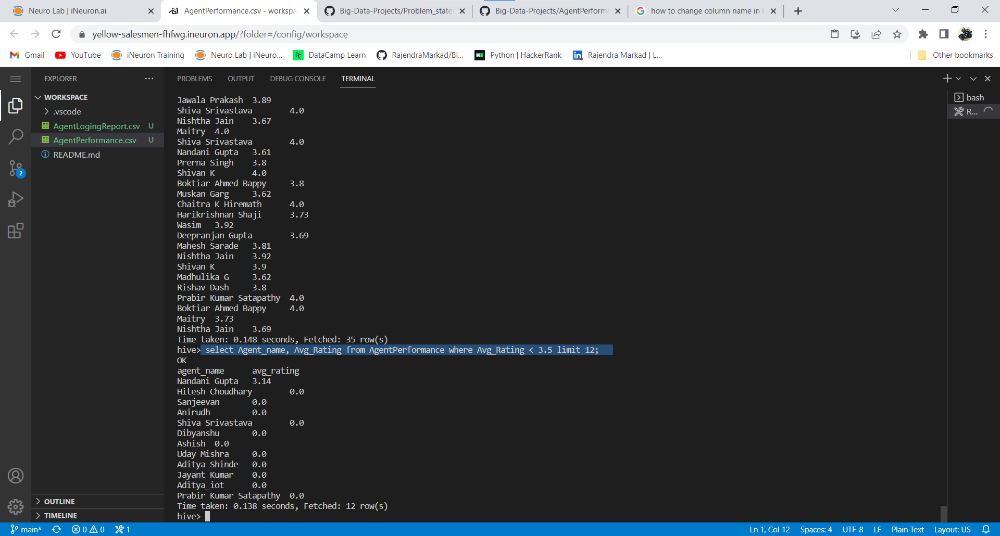 Neuro Lab | iNeuron.ai
AgentPerformance.csv - workspa
Big-Data-Projects/Problem_state
Big-Data-Projects/AgentPerforma
how to change column name in h
yellow-salesmen-fhfwg.ineuron.app/?folder=/config/workspace
Gmail
YouTube
iNeuron Training
Neuro Lab | iNeuro...
DataCamp Learn
RajendraMarkad/Bi...
Python | HackerRank
Rajendra Markad | L...
Other bookmarks
EXPLORER
WORKSPACE
.vscode
AgentLogingReport.csv U
AgentPerformance.csv U
README.md
2
OUTLINE
TIMELINE
PROBLEMS OUTPUT DEBUG CONSOLE TERMINAL
Jawala Prakash 3.89
Shiva Srivastava 4.0
Nishtha Jain 3.67
Maitry 4.0
Shiva Srivastava 4.0
Nandani Gupta 3.61
Prerna Singh 3.8
Shivan K 4.0
Boktiar Ahmed Bappy 3.8
Muskan Garg 3.62
Chaitra K Hiremath 4.0
Harikrishnan Shaji 3.73
Wasim 3.92
Deepranjan Gupta 3.69
Mahesh Sarade 3.81
Nishtha Jain 3.92
Shivan K 3.9
Madhulika G 3.62
Rishav Dash 3.8
Prabir Kumar Satapathy 4.0
Boktiar Ahmed Bappy 4.0
Maitry 3.73
Nishtha Jain 3.69
Time taken: 0.148 seconds, Fetched: 35 row(s)
hive> select Agent_name, Avg_Rating from AgentPerformance where Avg_Rating < 3.5 limit 12;
OK
agent_name avg_rating
Nandani Gupta 3.14
Hitesh Choudhary 0.0
Sanjeevan 0.0
Anirudh 0.0
Shiva Srivastava 0.0
Dibyanshu 0.0
Ashish 0.0
Uday Mishra 0.0
Aditya Shinde 0.0
Jayant Kumar 0.0
Aditya_iot 0.0
Prabir Kumar Satapathy 0.0
Time taken: 0.138 seconds, Fetched: 12 row(s)
hive>
bash
R...
main* 0 0 1
Ln 1, Col 12 Spaces: 4 UTF-8 LF Plain Text Layout: US